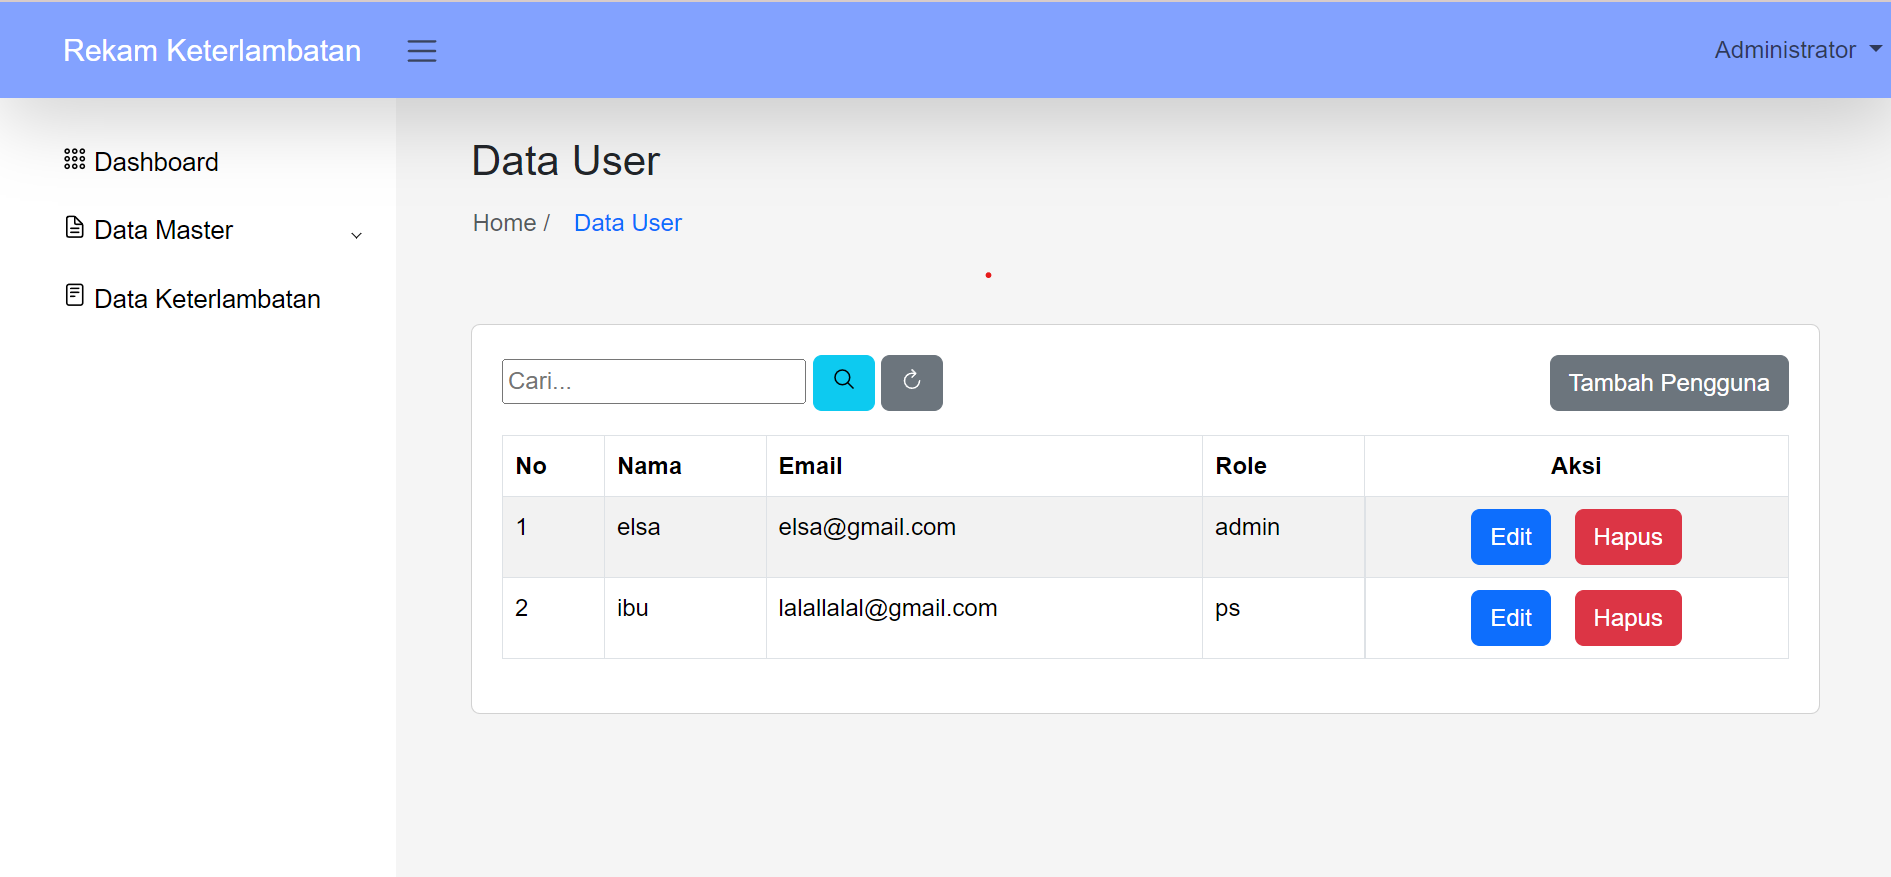 Rekam Keterlambatan
Administrator
Dashboard
Data Master
Data Keterlambatan
Data User
Home / Data User
Cari...
Tambah Pengguna
No Nama Email Role Aksi
1 elsa elsa@gmail.com admin Edit Hapus
2 ibu lalallalal@gmail.com ps Edit Hapus